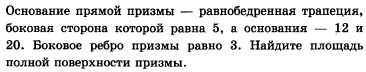 Основание прямой призмы — равнобедренная трапеция,
боковая сторона которой равна 5, а основания — 12 и
20. Боковое ребро призмы равно 3. Найдите площадь
полной поверхности призмы.